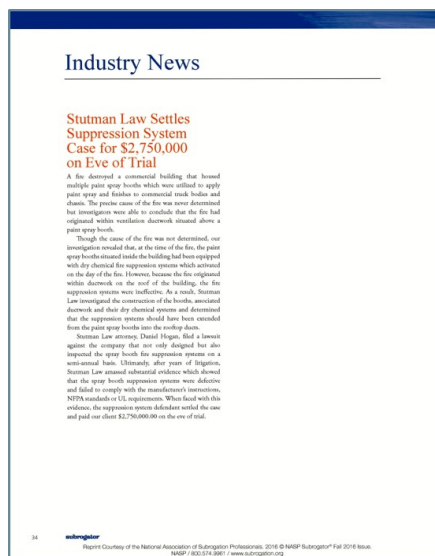 Industry News
Stutman Law Settles
Suppression System
Case for $2,750,000
on Eve of Trial
A fire destroyed a commercial building that housed
multiple paint spray booths which were utilized to apply
paint spray and finishes to commercial truck bodies and
chassis. The precise cause of the fire was never determined
but investigators were able to conclude that the fire had
originated within ventilation ductwork situated above a
paint spray booth.
Though the cause of the fire was not determined, our
investigation revealed that, at the time of the fire, the paint
spray booths situated inside the building had been equipped
with dry chemical fire suppression systems which activated
on the day of the fire. However, because the fire originated
within ductwork on the roof of the building, the fire
suppression systems were ineffective. As a result, Stutman
Law investigated the construction of the booths, associated
ductwork and their dry chemical systems and determined
that the suppression systems should have been extended
from the paint spray booths into the rooftop ducts.
Stutman Law attorney, Daniel Hogan, filed a lawsuit
against the company that not only designed but also
inspected the spray booth fire suppression systems on a
semi-annual basis. Ultimately, after years of litigation,
Stutman Law amassed substantial evidence which showed
that the spray booth suppression systems were defective
and failed to comply with the manufacturer's instructions,
NFPA standards or UL requirements. When faced with this
evidence, the suppression system defendant settled the case
and paid our client $2,750,000.00 on the eve of trial.
34 subrogator
Reprint Courtesy of the National Association of Subrogation Professionals. 2016 © NASP Subrogator® Fall 2016 Issue.
NASP / 800.574.9961 / www.subrogation.org